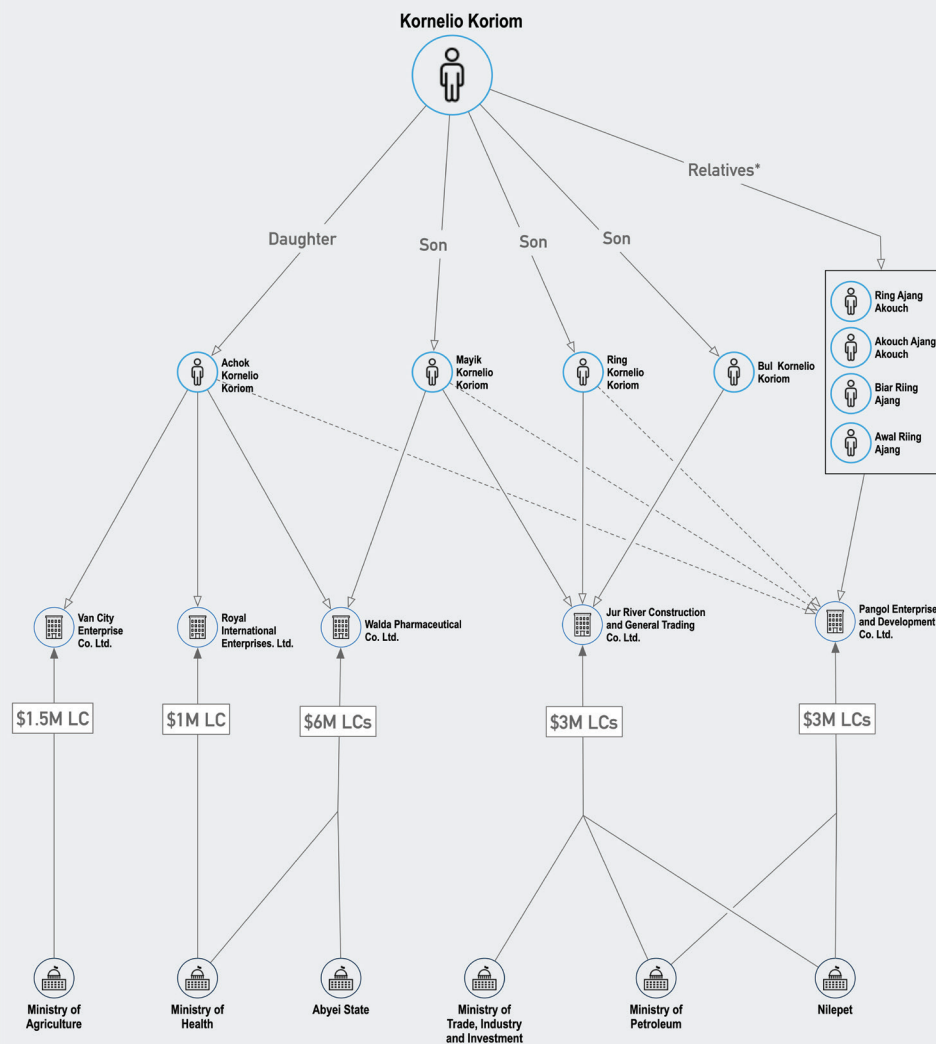 Kornelio Koriom
Relatives*
Daughter
Son
Son
Son
Ring Ajang
Akouch
Akouch Ajang
Akouch
Biar Riing
Ajang
Awal Riing
Ajang
Achok
Kornelio
Koriom
Mayik
Kornelio
Koriom
Ring
Kornelio
Koriom
Bul Kornelio
Koriom
Van City
Enterprise
Co. Ltd.
Royal
International
Enterprises. Ltd.
Walda Pharmaceutical
Co. Ltd.
Jur River Construction
and General Trading
Co. Ltd.
Pangol Enterprise
and Development
Co. Ltd.
$1.5M LC
$1M LC
$6M LCs
$3M LCs
$3M LCs
Ministry of
Agriculture
Ministry of
Health
Abyei State
Ministry of
Trade, Industry
and Investment
Ministry of
Petroleum
Nilepet